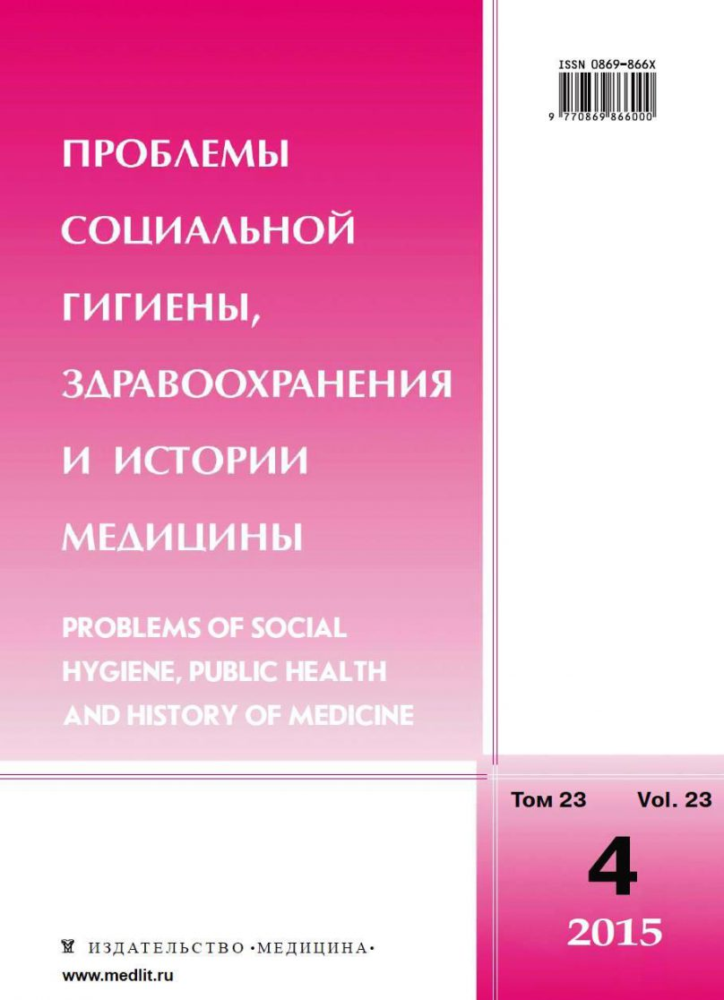 ISSN 0869-866X
9 770869 866000
ПРОБЛЕМЫ
СОЦИАЛЬНОЙ
ГИГИЕНЫ,
ЗДРАВООХРАНЕНИЯ
И ИСТОРИИ
МЕДИЦИНЫ
PROBLEMS OF SOCIAL
HYGIENE, PUBLIC HEALTH
AND HISTORY OF MEDICINE
Том 23 Vol. 23
4
2015
ИЗДАТЕЛЬСТВО •МЕДИЦИНА•
www.medlit.ru